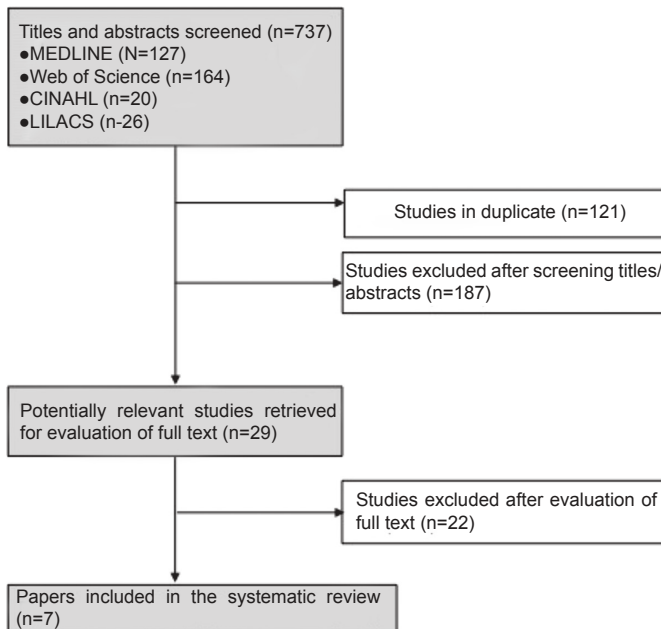 Titles and abstracts screened (n=737)
●MEDLINE (N=127)
●Web of Science (n=164)
●CINAHL (n=20)
●LILACS (n-26)
Studies in duplicate (n=121)
Studies excluded after screening titles/
abstracts (n=187)
Potentially relevant studies retrieved
for evaluation of full text (n=29)
Studies excluded after evaluation of
full text (n=22)
Papers included in the systematic review
(n=7)